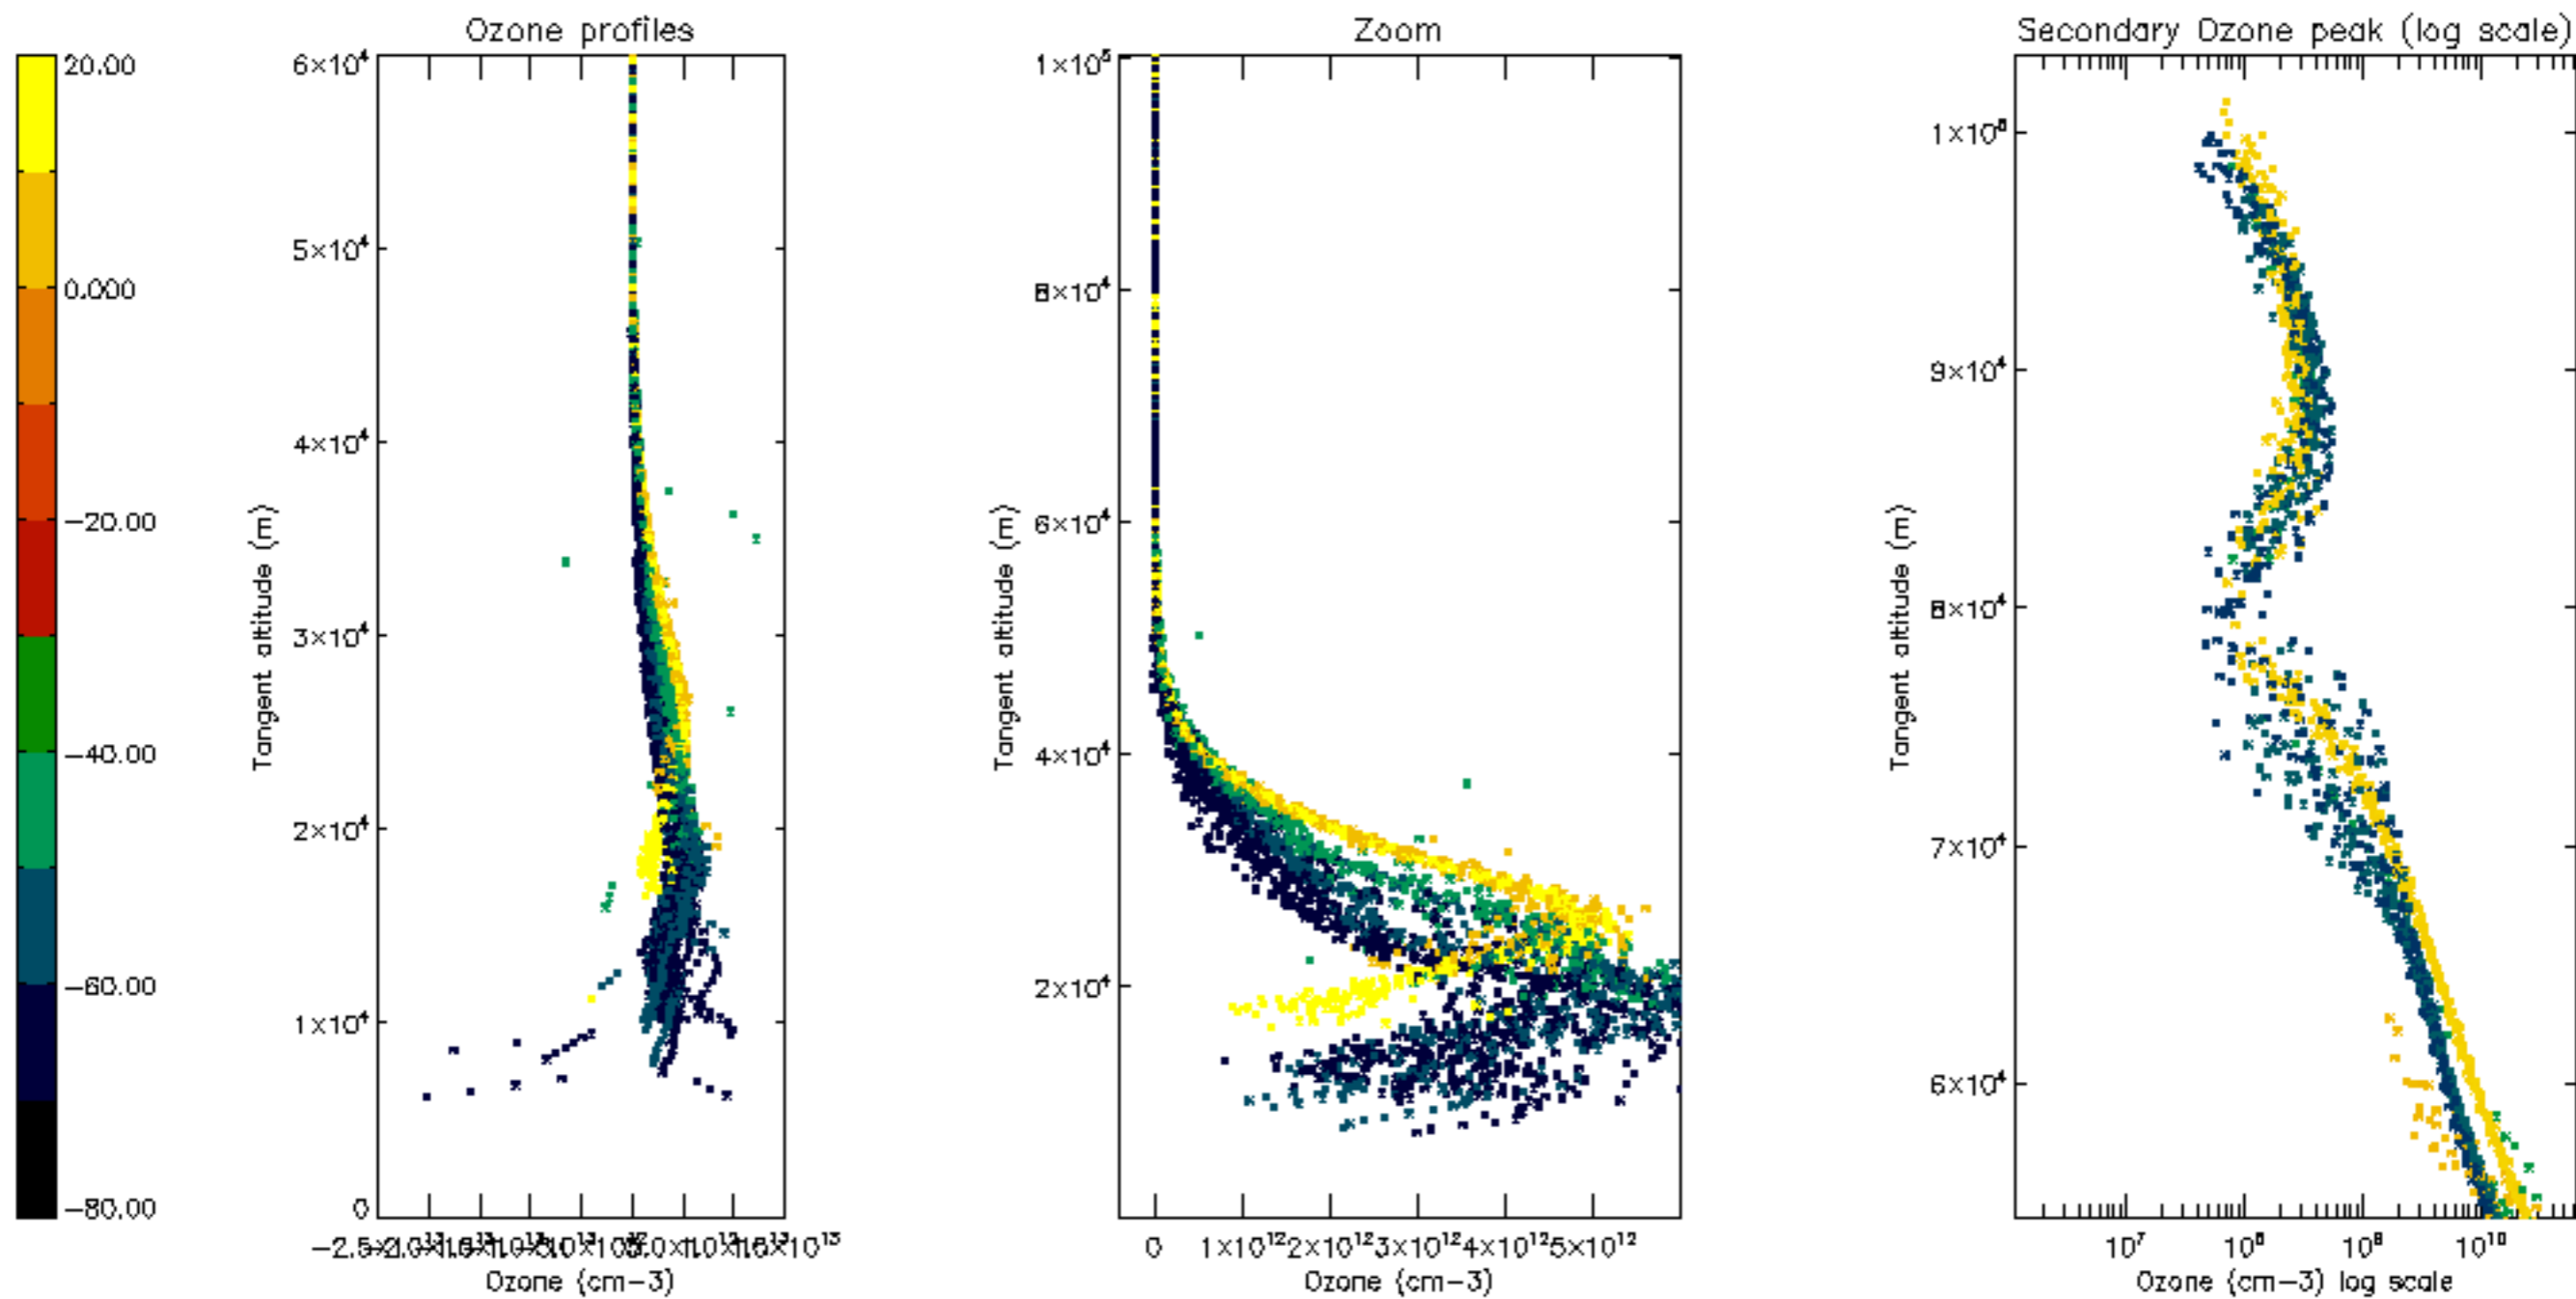 Ozone profiles
Zoom
Secondary Ozone peak (log scale)
20.00
0.000
−20.00
−40.00
−60.00
−80.00
6×10⁴
5×10⁴
4×10⁴
3×10⁴
2×10⁴
1×10⁴
0
Tangent altitude (m)
Ozone (cm−3)
1×10⁵
8×10⁴
6×10⁴
4×10⁴
2×10⁴
Tangent altitude (m)
0 1×10¹² 2×10¹² 3×10¹² 4×10¹² 5×10¹²
Ozone (cm−3)
9×10⁴
8×10⁴
7×10⁴
6×10⁴
Tangent altitude (m)
10⁷ 10⁸ 10⁹ 10¹⁰
Ozone (cm−3) log scale